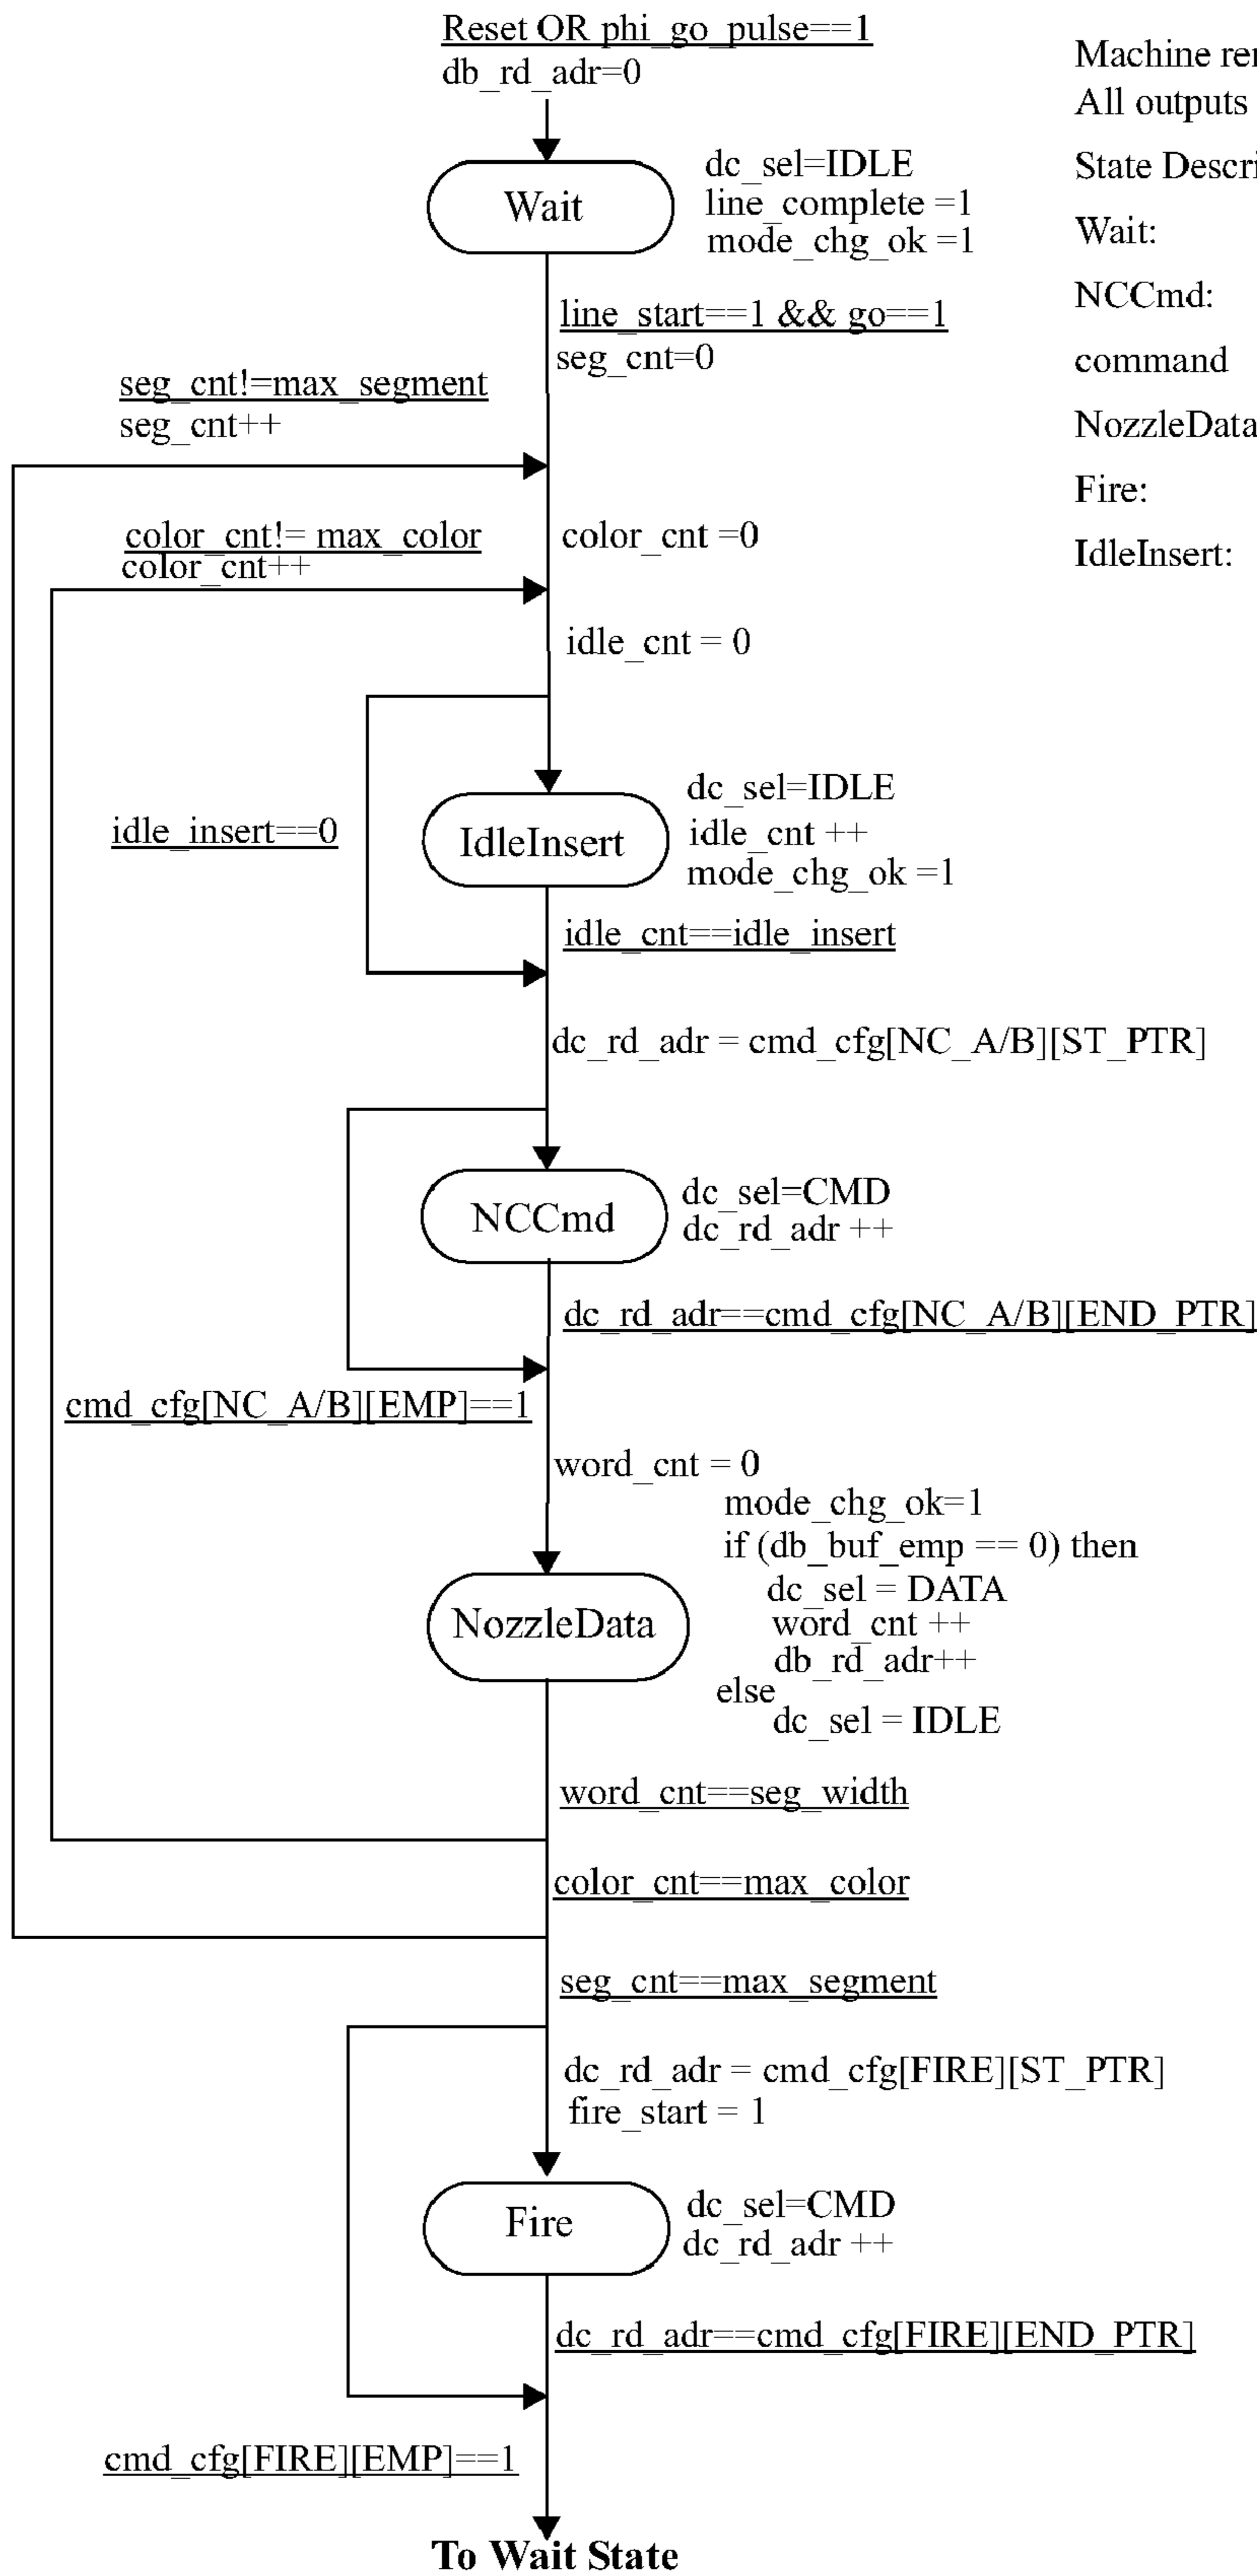 Reset OR phi_go_pulse==1
db_rd_adr=0
Wait
dc_sel=IDLE
line_complete =1
mode_chg_ok =1
line_start==1 && go==1
seg_cnt=0
seg_cnt!=max_segment
seg_cnt++
color_cnt!= max_color
color_cnt++
color_cnt =0
idle_cnt = 0
idle_insert==0
IdleInsert
dc_sel=IDLE
idle_cnt ++
mode_chg_ok =1
idle_cnt==idle_insert
dc_rd_adr = cmd_cfg[NC_A/B][ST_PTR]
NCCmd
dc_sel=CMD
dc_rd_adr ++
dc_rd_adr==cmd_cfg[NC_A/B][END_PTR]
cmd_cfg[NC_A/B][EMP]==1
word_cnt = 0
NozzleData
mode_chg_ok=1
if (db_buf_emp == 0) then
dc_sel = DATA
word_cnt ++
db_rd_adr++
else
dc_sel = IDLE
word_cnt==seg_width
color_cnt==max_color
seg_cnt==max_segment
dc_rd_adr = cmd_cfg[FIRE][ST_PTR]
fire_start = 1
Fire
dc_sel=CMD
dc_rd_adr ++
dc_rd_adr==cmd_cfg[FIRE][END_PTR]
cmd_cfg[FIRE][EMP]==1
To Wait State
Machine
All outputs
State
Wait:
NCCmd:
command
NozzleData
Fire:
IdleInsert: